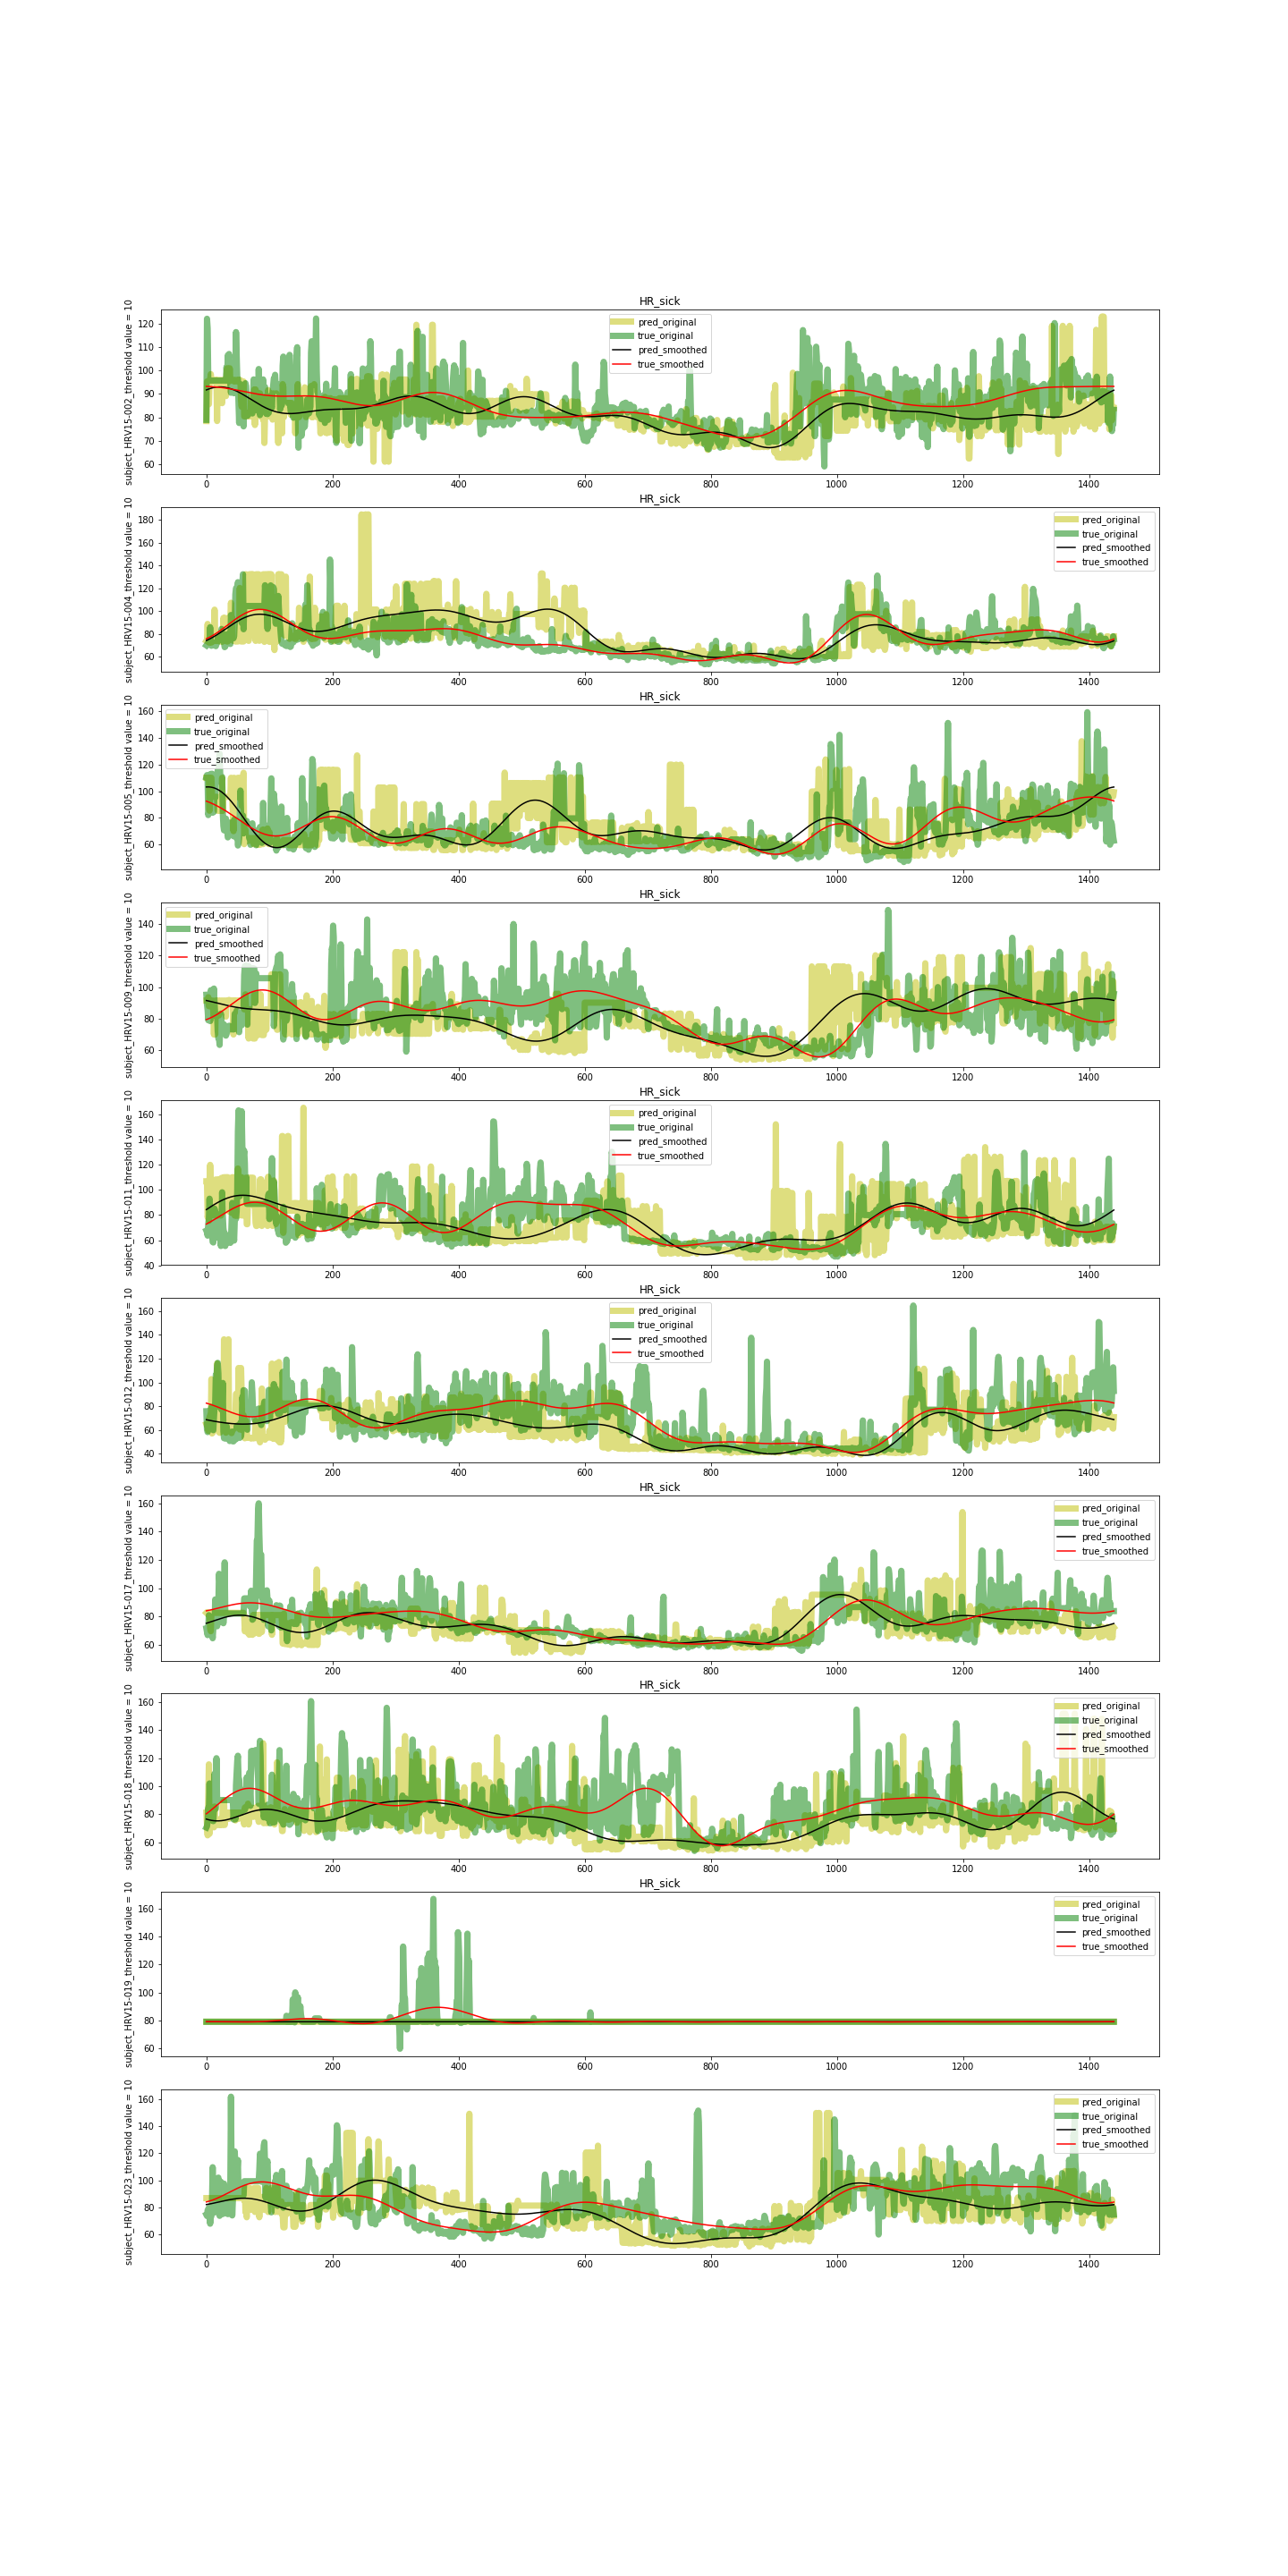 HR_sick
subject_HRV15-002_threshold value = 10
120
110
100
90
80
70
60
pred_original
true_original
pred_smoothed
true_smoothed
0 200 400 600 800 1000 1200 1400
HR_sick
subject_HRV15-004_threshold value = 10
180
160
140
120
100
80
60
pred_original
true_original
pred_smoothed
true_smoothed
0 200 400 600 800 1000 1200 1400
HR_sick
subject_HRV15-005_threshold value = 10
160
140
120
100
80
60
pred_original
true_original
pred_smoothed
true_smoothed
0 200 400 600 800 1000 1200 1400
HR_sick
subject_HRV15-009_threshold value = 10
140
120
100
80
60
pred_original
true_original
pred_smoothed
true_smoothed
0 200 400 600 800 1000 1200 1400
HR_sick
subject_HRV15-011_threshold value = 10
160
140
120
100
80
60
40
pred_original
true_original
pred_smoothed
true_smoothed
0 200 400 600 800 1000 1200 1400
HR_sick
subject_HRV15-012_threshold value = 10
160
140
120
100
80
60
40
pred_original
true_original
pred_smoothed
true_smoothed
0 200 400 600 800 1000 1200 1400
HR_sick
subject_HRV15-017_threshold value = 10
160
140
120
100
80
60
pred_original
true_original
pred_smoothed
true_smoothed
0 200 400 600 800 1000 1200 1400
HR_sick
subject_HRV15-018_threshold value = 10
160
140
120
100
80
60
pred_original
true_original
pred_smoothed
true_smoothed
0 200 400 600 800 1000 1200 1400
HR_sick
subject_HRV15-019_threshold value = 10
160
140
120
100
80
60
pred_original
true_original
pred_smoothed
true_smoothed
0 200 400 600 800 1000 1200 1400
subject_HRV15-023_threshold value = 10
160
140
120
100
80
60
pred_original
true_original
pred_smoothed
true_smoothed
0 200 400 600 800 1000 1200 1400